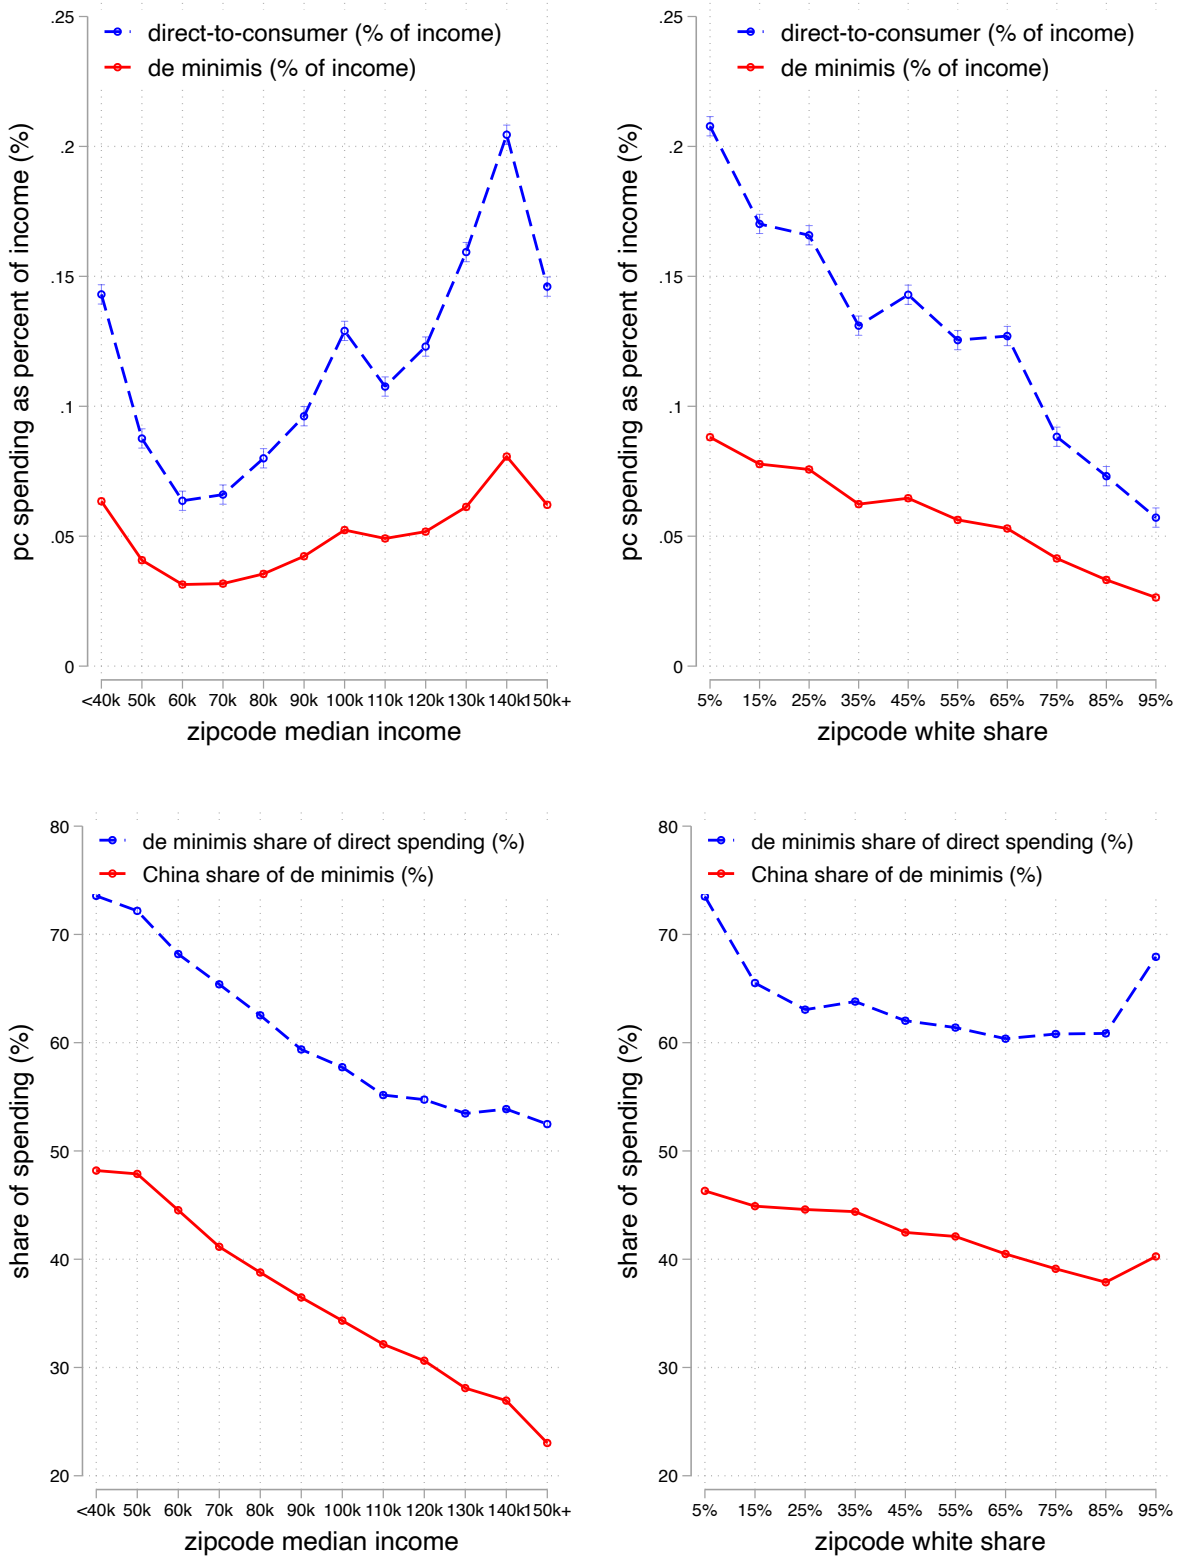 direct-to-consumer (% of income)
de minimis (% of income)
pc spending as percent of income (%)
.25
.2
.15
.1
.05
0
<40k 50k 60k 70k 80k 90k 100k 110k 120k 130k 140k 150k+
zipcode median income
direct-to-consumer (% of income)
de minimis (% of income)
pc spending as percent of income (%)
.25
.2
.15
.1
.05
0
5% 15% 25% 35% 45% 55% 65% 75% 85% 95%
zipcode white share
de minimis share of direct spending (%)
China share of de minimis (%)
share of spending (%)
80
70
60
50
40
30
20
<40k 50k 60k 70k 80k 90k 100k 110k 120k 130k 140k 150k+
zipcode median income
de minimis share of direct spending (%)
China share of de minimis (%)
share of spending (%)
80
70
60
50
40
30
20
5% 15% 25% 35% 45% 55% 65% 75% 85% 95%
zipcode white share